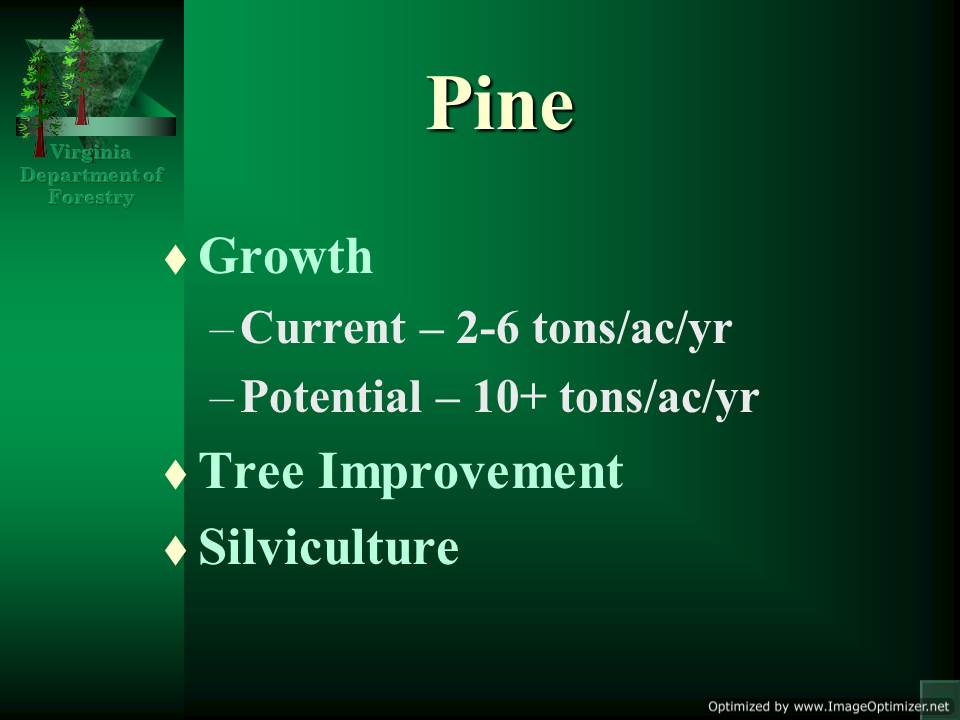 Pine
Virginia
Department of
Forestry
Growth
– Current – 2-6 tons/ac/yr
– Potential – 10+ tons/ac/yr
Tree Improvement
Silviculture
Optimized by www.ImageOptimizer.net